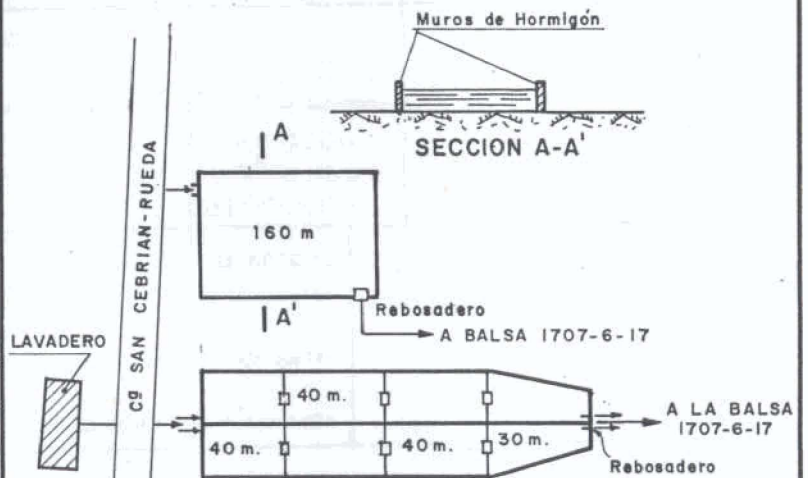 Muros de Hormigón
SECCION A-A'
A
Cº SAN CEBRIAN-RUEDA
160 m
A'
Rebosadero
A BALSA 1707-6-17
LAVADERO
40 m.
A LA BALSA
1707-6-17
40 m.
40 m.
30 m.
Rebosadero